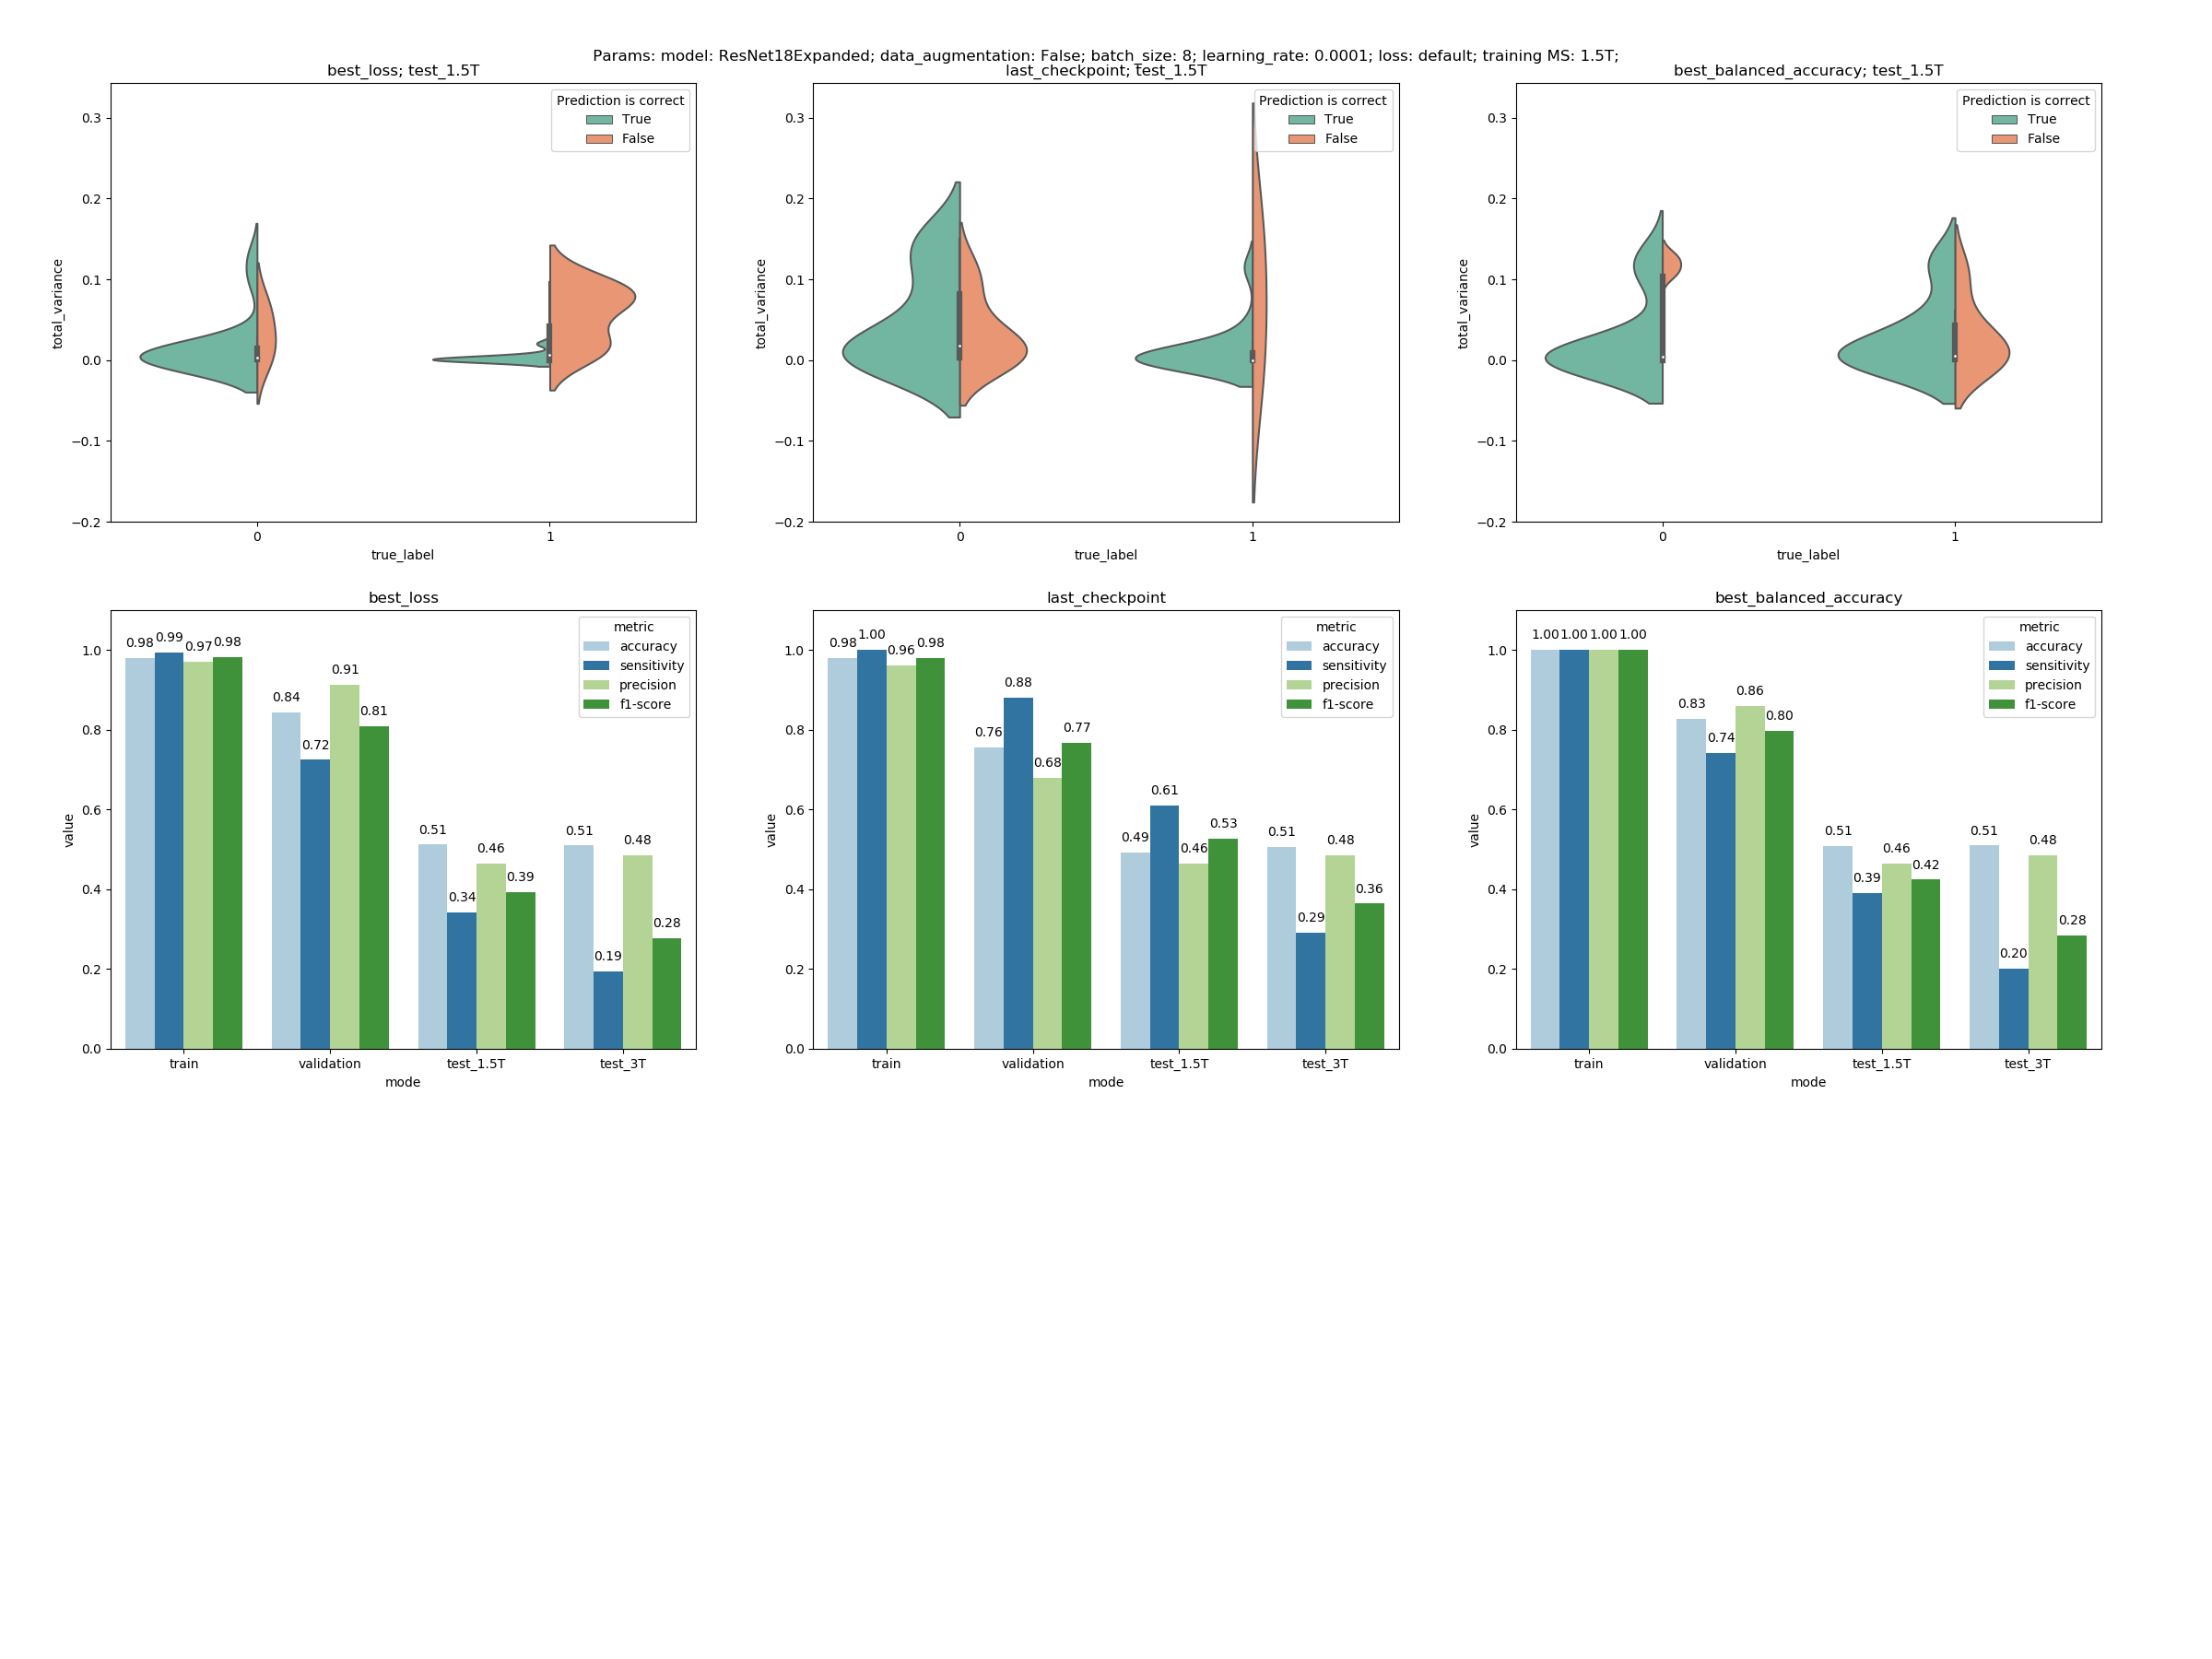 Params: model: ResNet18Expanded; data_augmentation: False; batch_size: 8; learning_rate: 0.0001; loss: default; training MS: 1.5T;
best_loss; test_1.5T
Prediction is correct
True
False
0.3
0.2
0.1
0.0
−0.1
−0.2
total_variance
0
1
true_label
last_checkpoint; test_1.5T
Prediction is correct
True
False
0.3
0.2
0.1
0.0
−0.1
−0.2
total_variance
0
1
true_label
best_balanced_accuracy; test_1.5T
Prediction is correct
True
False
0.3
0.2
0.1
0.0
−0.1
−0.2
total_variance
0
1
true_label
best_loss
metric
accuracy
sensitivity
precision
f1-score
1.0
0.8
0.6
0.4
0.2
0.0
value
0.98 0.99 0.97 0.98
0.84 0.72 0.91 0.81
0.51 0.34 0.46 0.39
0.51 0.19 0.48 0.28
train validation test_1.5T test_3T
mode
last_checkpoint
metric
accuracy
sensitivity
precision
f1-score
1.0
0.8
0.6
0.4
0.2
0.0
value
0.98 1.00 0.96 0.98
0.76 0.88 0.68 0.77
0.49 0.61 0.46 0.53
0.51 0.29 0.48 0.36
train validation test_1.5T test_3T
mode
best_balanced_accuracy
metric
accuracy
sensitivity
precision
f1-score
1.0
0.8
0.6
0.4
0.2
0.0
value
1.00 1.00 1.00 1.00
0.83 0.74 0.86 0.80
0.51 0.39 0.46 0.42
0.51 0.20 0.48 0.28
train validation test_1.5T test_3T
mode